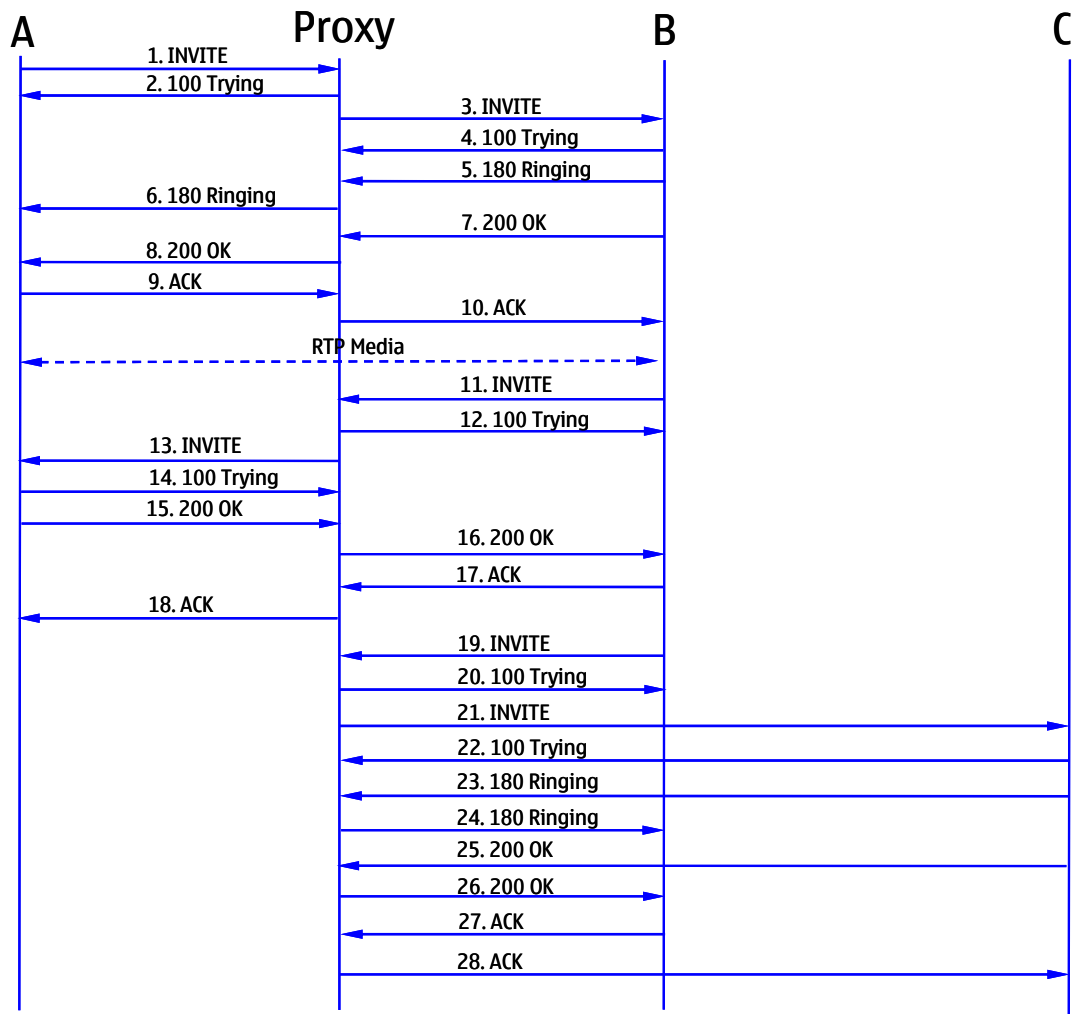 A Proxy B C
1. INVITE
2. 100 Trying
3. INVITE
4. 100 Trying
5. 180 Ringing
6. 180 Ringing
7. 200 OK
8. 200 OK
9. ACK
10. ACK
RTP Media
11. INVITE
12. 100 Trying
13. INVITE
14. 100 Trying
15. 200 OK
16. 200 OK
17. ACK
18. ACK
19. INVITE
20. 100 Trying
21. INVITE
22. 100 Trying
23. 180 Ringing
24. 180 Ringing
25. 200 OK
26. 200 OK
27. ACK
28. ACK